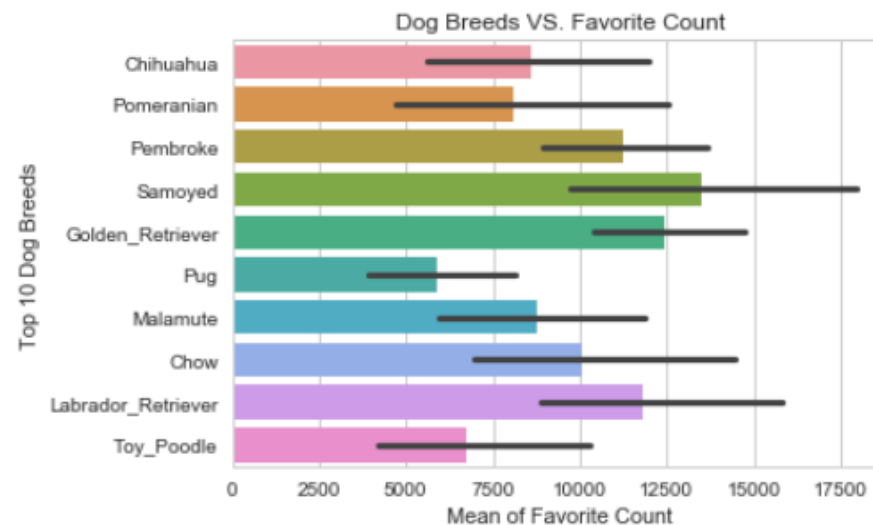 Dog Breeds VS. Favorite Count
Top 10 Dog Breeds
Chihuahua
Pomeranian
Pembroke
Samoyed
Golden_Retriever
Pug
Malamute
Chow
Labrador_Retriever
Toy_Poodle
0 2500 5000 7500 10000 12500 15000 17500
Mean of Favorite Count